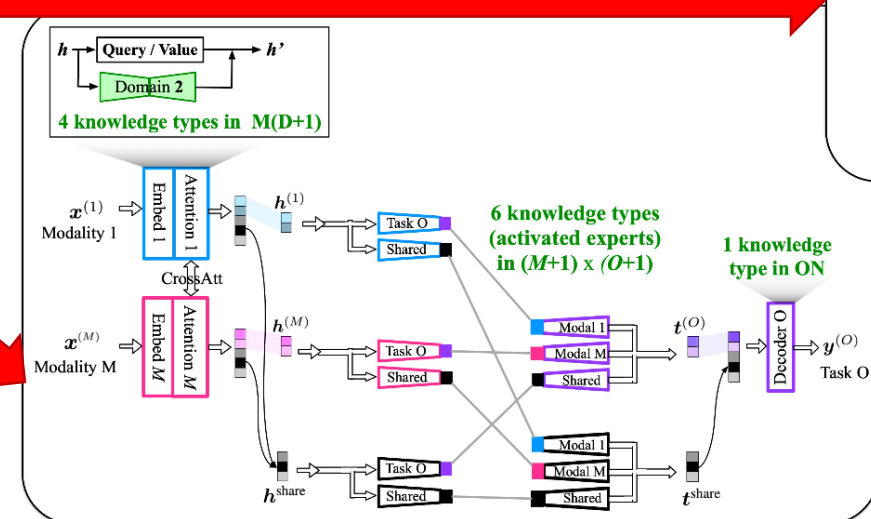 h
Query / Value
h'
Domain 2
4 knowledge types in M(D+1)
x(1)
Modality 1
Embed 1
Attention 1
h(1)
Task O
Shared
6 knowledge types
(activated experts)
in (M+1) x (O+1)
1 knowledge
type in ON
CrossAtt
x(M)
Modality M
Embed M
Attention M
h(M)
Task O
Shared
Modal 1
Modal M
Shared
t(O)
Decoder O
y(O)
Task O
hshare
Task O
Shared
Modal 1
Modal M
Shared
tshare